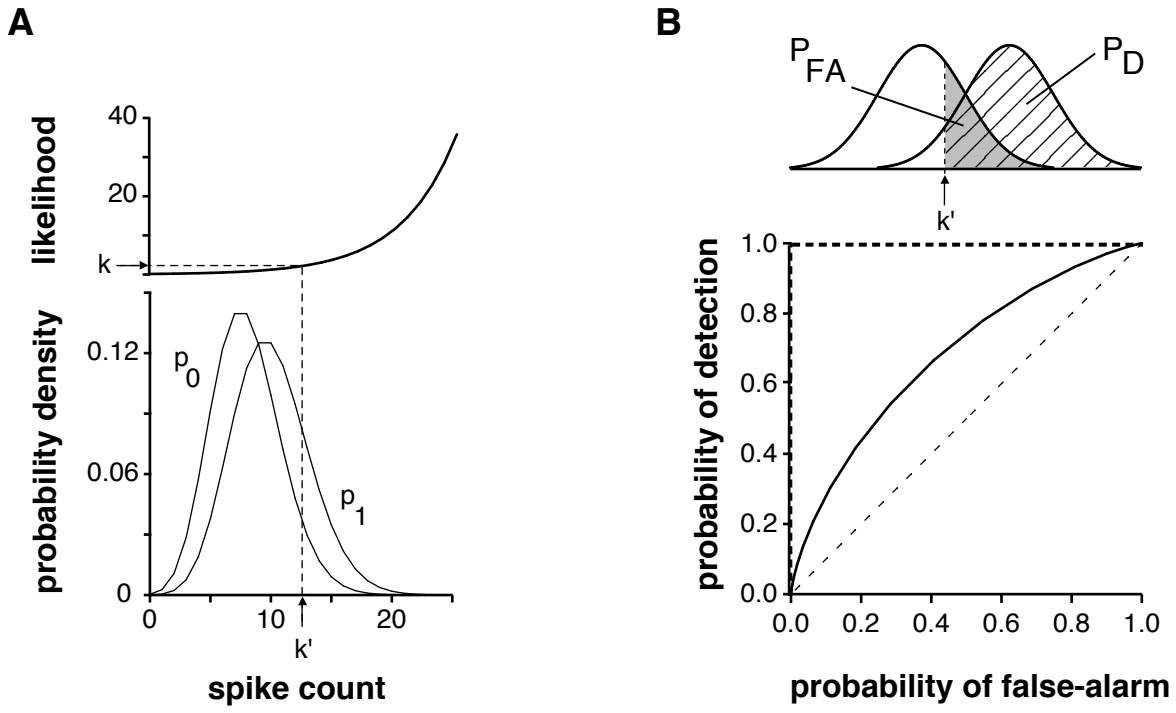 A
likelihood
40
20
k
probability density
0.12
0.06
0
p0
p1
0 10 20
k'
spike count
B
PFA
PD
k'
probability of detection
1.0
0.8
0.6
0.4
0.2
0.0
0.0 0.2 0.4 0.6 0.8 1.0
probability of false-alarm